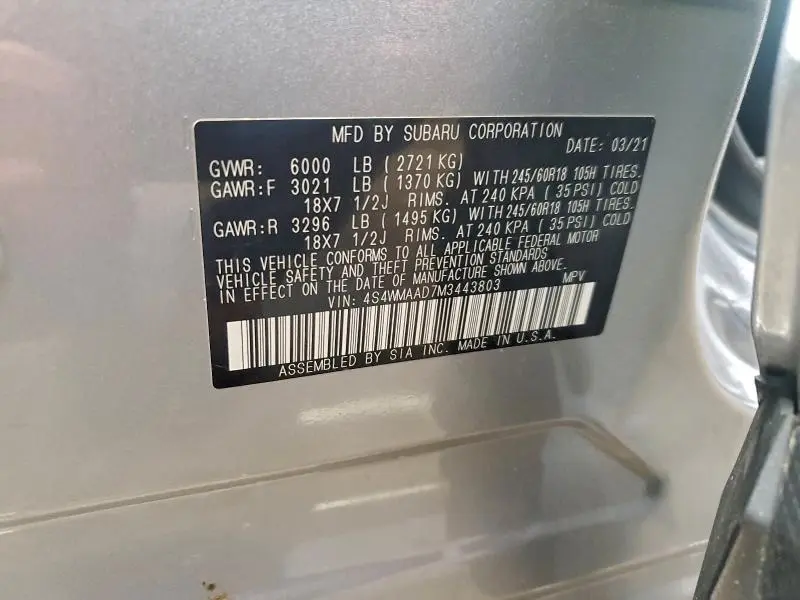 MFD BY SUBARU CORPORATION
DATE: 03/21
GVWR: 6000 LB ( 2721 KG)
GAWR:F 3021 LB ( 1370 KG) WITH 245/60R18 105H TIRES.
18X7 1/2J RIMS. AT 240 KPA ( 35 PSI) COLD
GAWR:R 3296 LB ( 1495 KG) WITH 245/60R18 105H TIRES.
18X7 1/2J RIMS. AT 240 KPA ( 35 PSI) COLD
THIS VEHICLE CONFORMS TO ALL APPLICABLE FEDERAL MOTOR
VEHICLE SAFETY AND THEFT PREVENTION STANDARDS
IN EFFECT ON THE DATE OF MANUFACTURE SHOWN ABOVE.
VIN: 4S4WMAAD7M3443803 MPV
ASSEMBLED BY SIA INC. MADE IN U.S.A.